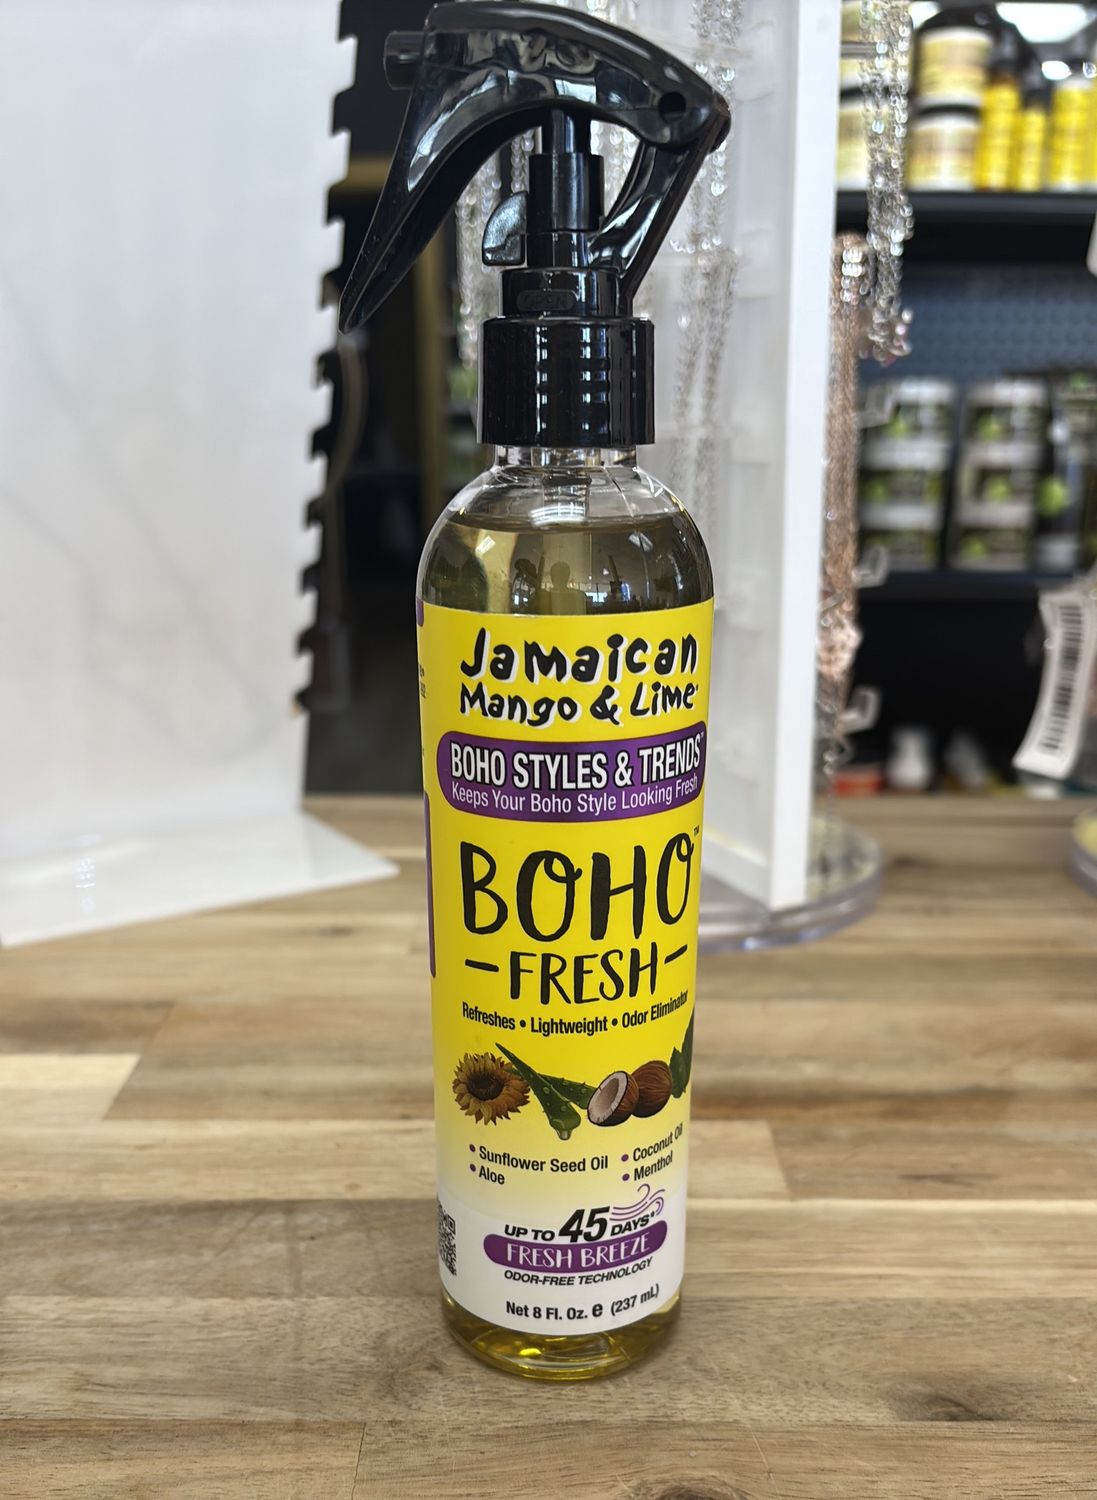 Jamaican
Mango & Lime®
BOHO STYLES & TRENDS™
Keeps Your Boho Style Looking Fresh
BOHO™
-FRESH-
Refreshes • Lightweight • Odor Eliminator
• Sunflower Seed Oil
• Aloe
• Coconut Oil
• Menthol
UP TO 45 DAYS*
FRESH BREEZE
ODOR-FREE TECHNOLOGY
Net 8 Fl. Oz. e (237 mL)